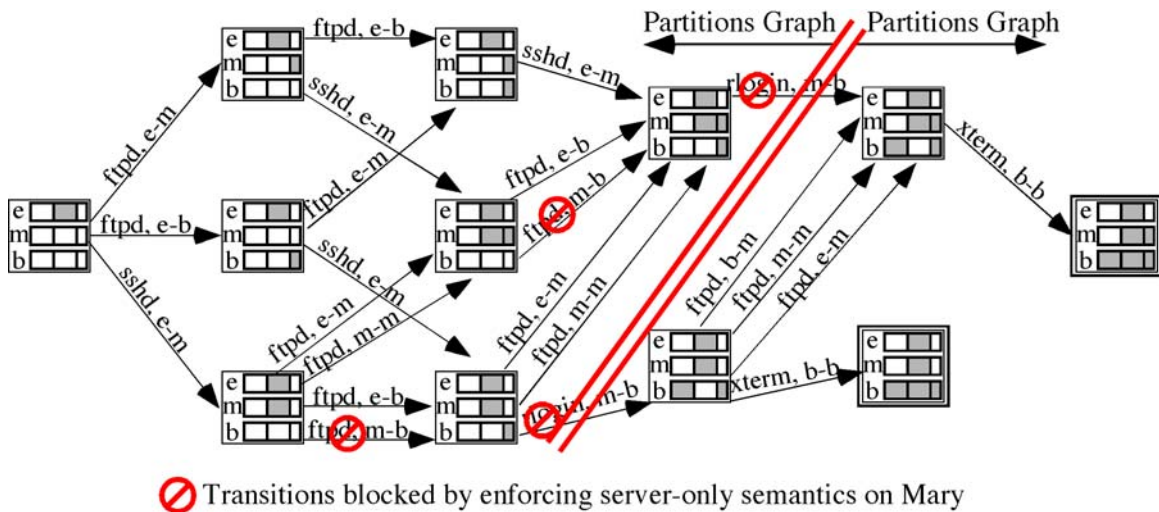 Partitions Graph Partitions Graph
e
m
b
ftpd, e-b
e
m
b
sshd, e-m
e
m
b
rlogin, m-b
e
m
b
ftpd, e-m
sshd, e-m
ftpd, e-m
ftpd, e-b
ftpd, m-b
xterm, b-b
e
m
b
ftpd, e-b
e
m
b
e
m
b
e
m
b
sshd, e-m
sshd, e-m
ftpd, e-m
ftpd, m-m
ftpd, e-m
ftpd, m-m
ftpd, b-m
ftpd, m-m
ftpd, e-m
e
m
b
ftpd, e-b
ftpd, m-b
e
m
b
rlogin, m-b
e
m
b
xterm, b-b
e
m
b
Transitions blocked by enforcing server-only semantics on Mary